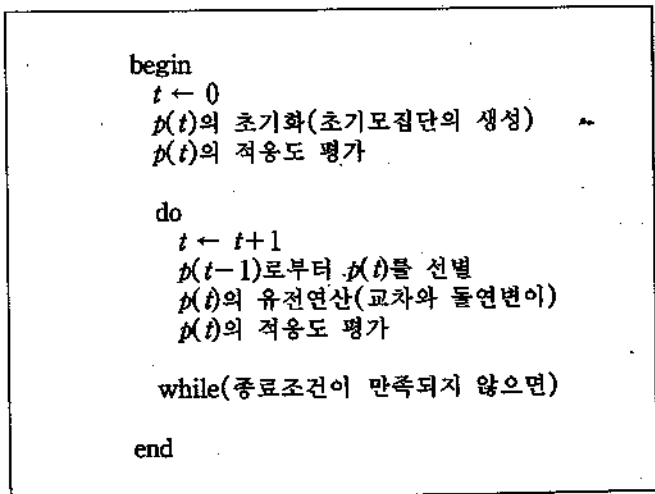 begin
t ← 0
p(t)의 초기화(초기모집단의 생성)
p(t)의 적응도 평가
do
t ← t+1
p(t−1)로부터 p(t)를 선별
p(t)의 유전연산(교차와 돌연변이)
p(t)의 적응도 평가
while(종료조건이 만족되지 않으면)
end